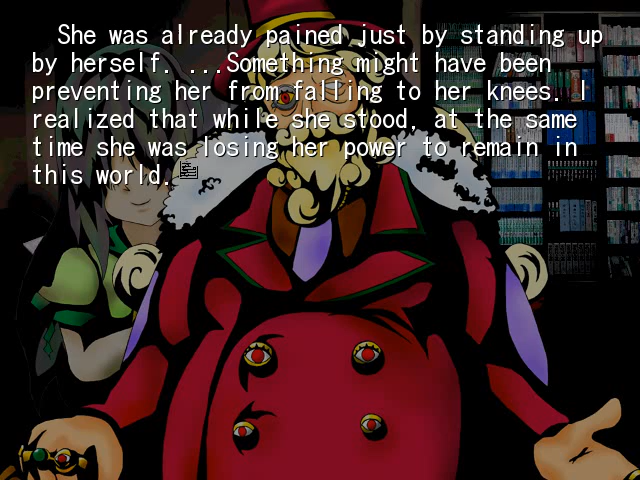 She was already pained just by standing up
by herself. ...Something might have been
preventing her from falling to her knees. I
realized that while she stood, at the same
time she was losing her power to remain in
this world.